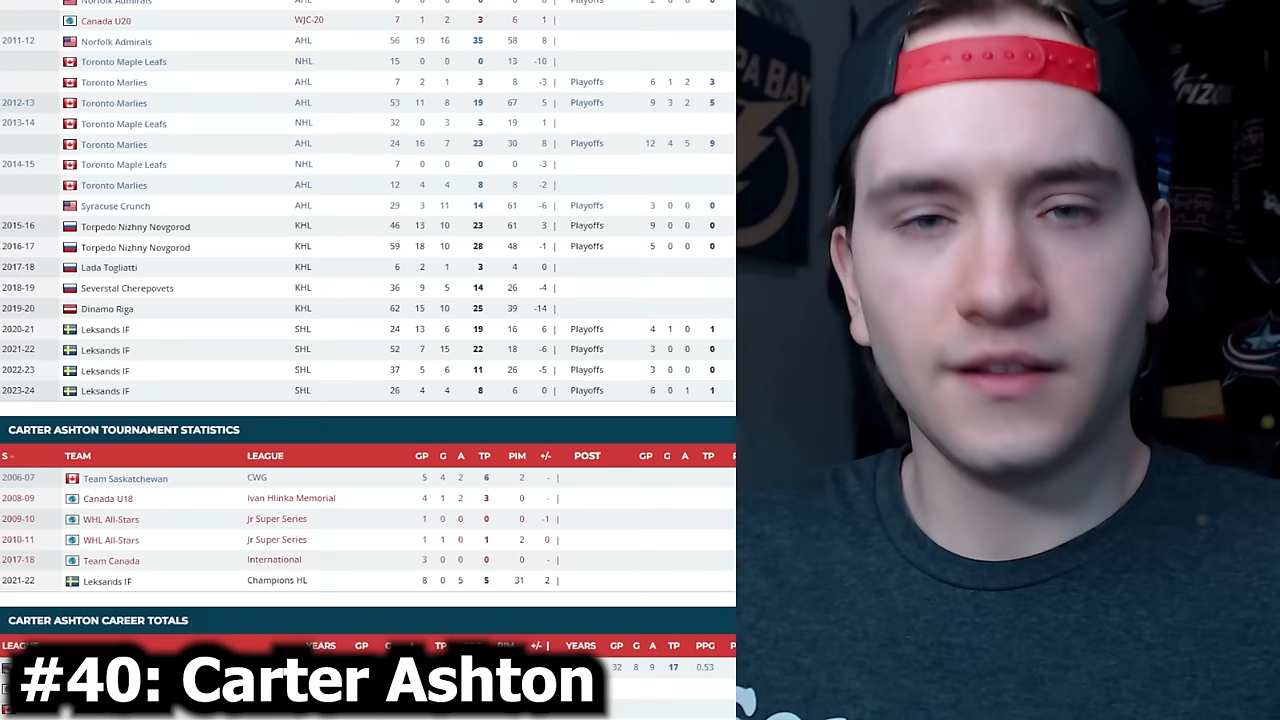 Norfolk Admirals AHL Playoffs
Canada U20 WJC-20 7 1 2 3 6 1 |
2011-12 Norfolk Admirals AHL 56 19 16 35 58 8 |
Toronto Maple Leafs NHL 15 0 0 0 13 -10 |
Toronto Marlies AHL 7 2 1 3 8 -3 | Playoffs 6 1 2 3
2012-13 Toronto Marlies AHL 53 11 8 19 67 5 | Playoffs 9 3 2 5
2013-14 Toronto Maple Leafs NHL 32 0 3 3 19 1 |
Toronto Marlies AHL 24 16 7 23 30 8 | Playoffs 12 4 5 9
2014-15 Toronto Maple Leafs NHL 7 0 0 0 0 -3 |
Toronto Marlies AHL 12 4 4 8 8 -2 |
Syracuse Crunch AHL 29 3 11 14 61 -6 | Playoffs 3 0 0 0
2015-16 Torpedo Nizhny Novgorod KHL 46 13 10 23 61 3 | Playoffs 9 0 0 0
2016-17 Torpedo Nizhny Novgorod KHL 59 18 10 28 48 -1 | Playoffs 5 0 0 0
2017-18 Lada Togliatti KHL 6 2 1 3 4 0 |
2018-19 Severstal Cherepovets KHL 36 9 5 14 26 -4 |
2019-20 Dinamo Riga KHL 62 15 10 25 39 -14 |
2020-21 Leksands IF SHL 24 13 6 19 16 6 | Playoffs 4 1 0 1
2021-22 Leksands IF SHL 52 7 15 22 18 -6 | Playoffs 3 0 0 0
2022-23 Leksands IF SHL 37 5 6 11 26 -5 | Playoffs 3 0 0 0
2023-24 Leksands IF SHL 26 4 4 8 6 0 | Playoffs 6 0 1 1
CARTER ASHTON TOURNAMENT STATISTICS
S TEAM LEAGUE GP G A TP PIM +/- POST GP G A TP
2006-07 Team Saskatchewan CWG 5 4 2 6 2 - |
2008-09 Canada U18 Ivan Hlinka Memorial 4 1 2 3 0 - |
2009-10 WHL All-Stars Jr Super Series 1 0 0 0 0 -1 |
2010-11 WHL All-Stars Jr Super Series 1 1 0 1 2 0 |
2017-18 Team Canada International 3 0 0 0 0 - |
2021-22 Leksands IF Champions HL 8 0 5 5 31 2 |
CARTER ASHTON CAREER TOTALS
LEAGUE YEARS GP G A TP PPG PIM +/- | YEARS GP G A TP PPG
32 8 9 17 0.53
#40: Carter Ashton
PA BAY